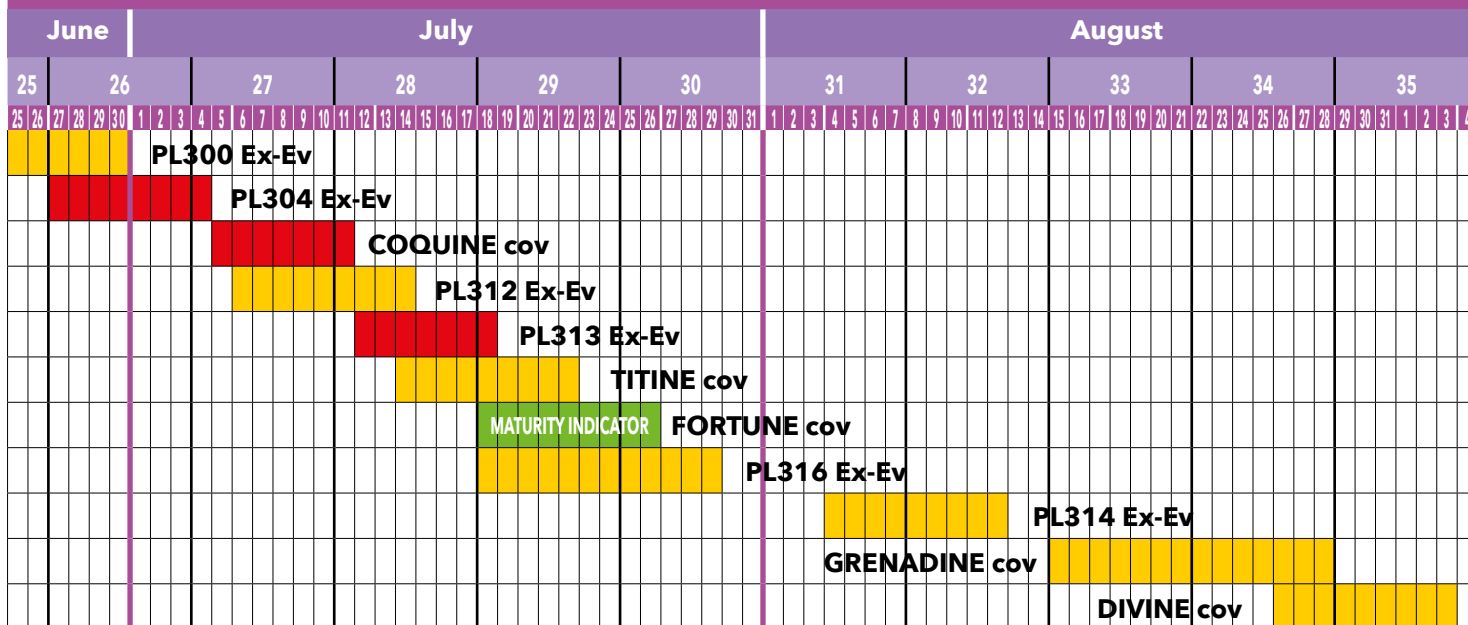 June July August
25 26 27 28 29 30 31 32 33 34 35
25 26 27 28 29 30 1 2 3 4 5 6 7 8 9 10 11 12 13 14 15 16 17 18 19 20 21 22 23 24 25 26 27 28 29 30 31 1 2 3 4 5 6 7 8 9 10 11 12 13 14 15 16 17 18 19 20 21 22 23 24 25 26 27 28 29 30 31 1 2 3 4
PL300 Ex-Ev
PL304 Ex-Ev
COQUINE cov
PL312 Ex-Ev
PL313 Ex-Ev
TITINE cov
MATURITY INDICATOR FORTUNE cov
PL316 Ex-Ev
PL314 Ex-Ev
GRENADINE cov
DIVINE cov